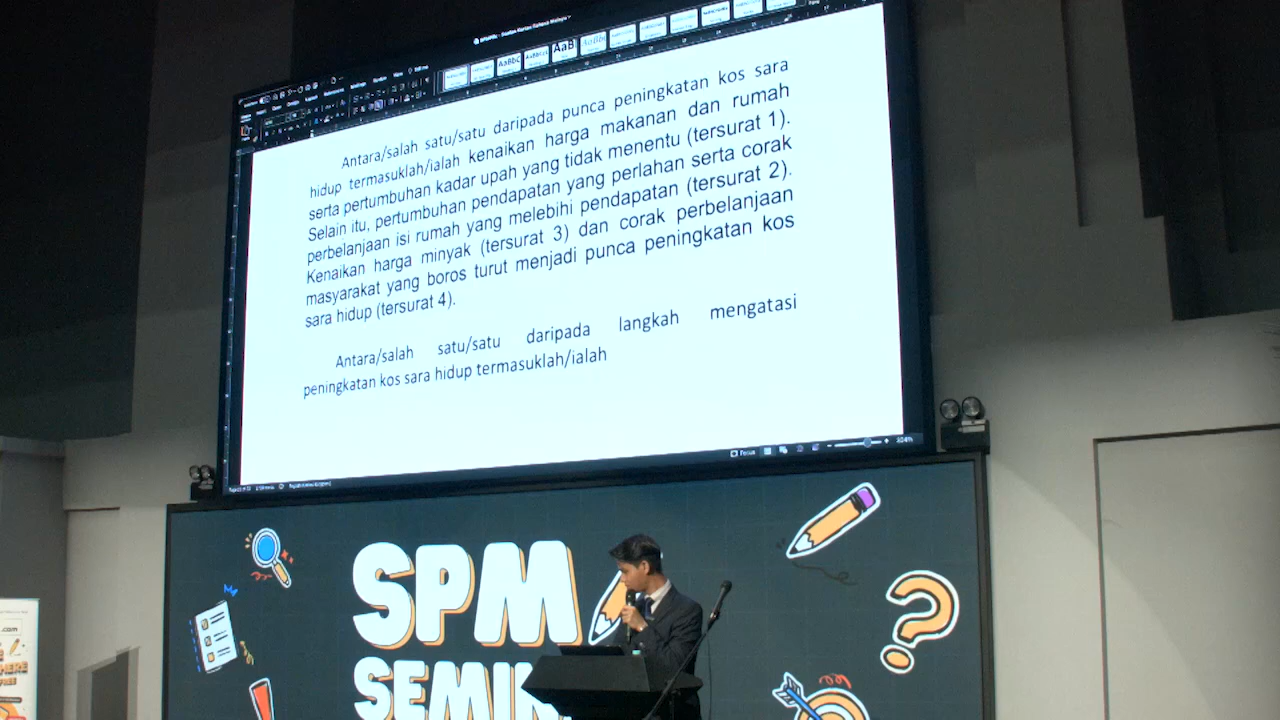 Antara/salah satu/satu daripada punca peningkatan kos sara
hidup termasuklah/ialah kenaikan harga makanan dan rumah
serta pertumbuhan kadar upah yang tidak menentu (tersurat 1).
Selain itu, pertumbuhan pendapatan yang perlahan serta corak
perbelanjaan isi rumah yang melebihi pendapatan (tersurat 2).
Kenaikan harga minyak (tersurat 3) dan corak perbelanjaan
masyarakat yang boros turut menjadi punca peningkatan kos
sara hidup (tersurat 4).
Antara/salah satu/satu daripada langkah mengatasi
peningkatan kos sara hidup termasuklah/ialah
Focus
SPM
SEMIN
.com